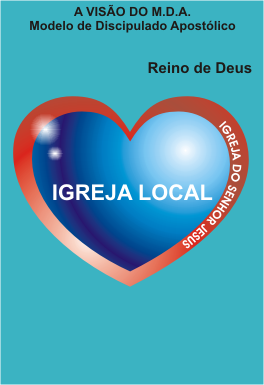 A VISÃO DO M.D.A.
Modelo de Discipulado Apostólico
Reino de Deus
IGREJA DO SENHOR JESUS
IGREJA LOCAL